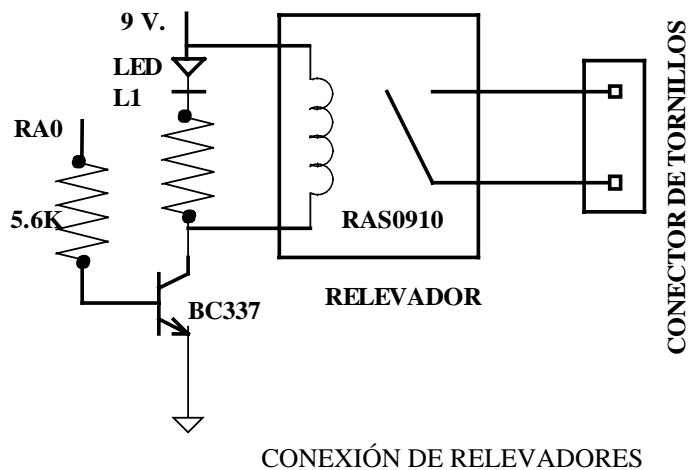 9 V.
LED
L1
RA0
5.6K
BC337
RAS0910
RELEVADOR
CONECTOR DE TORNILLOS
CONEXIÓN DE RELEVADORES